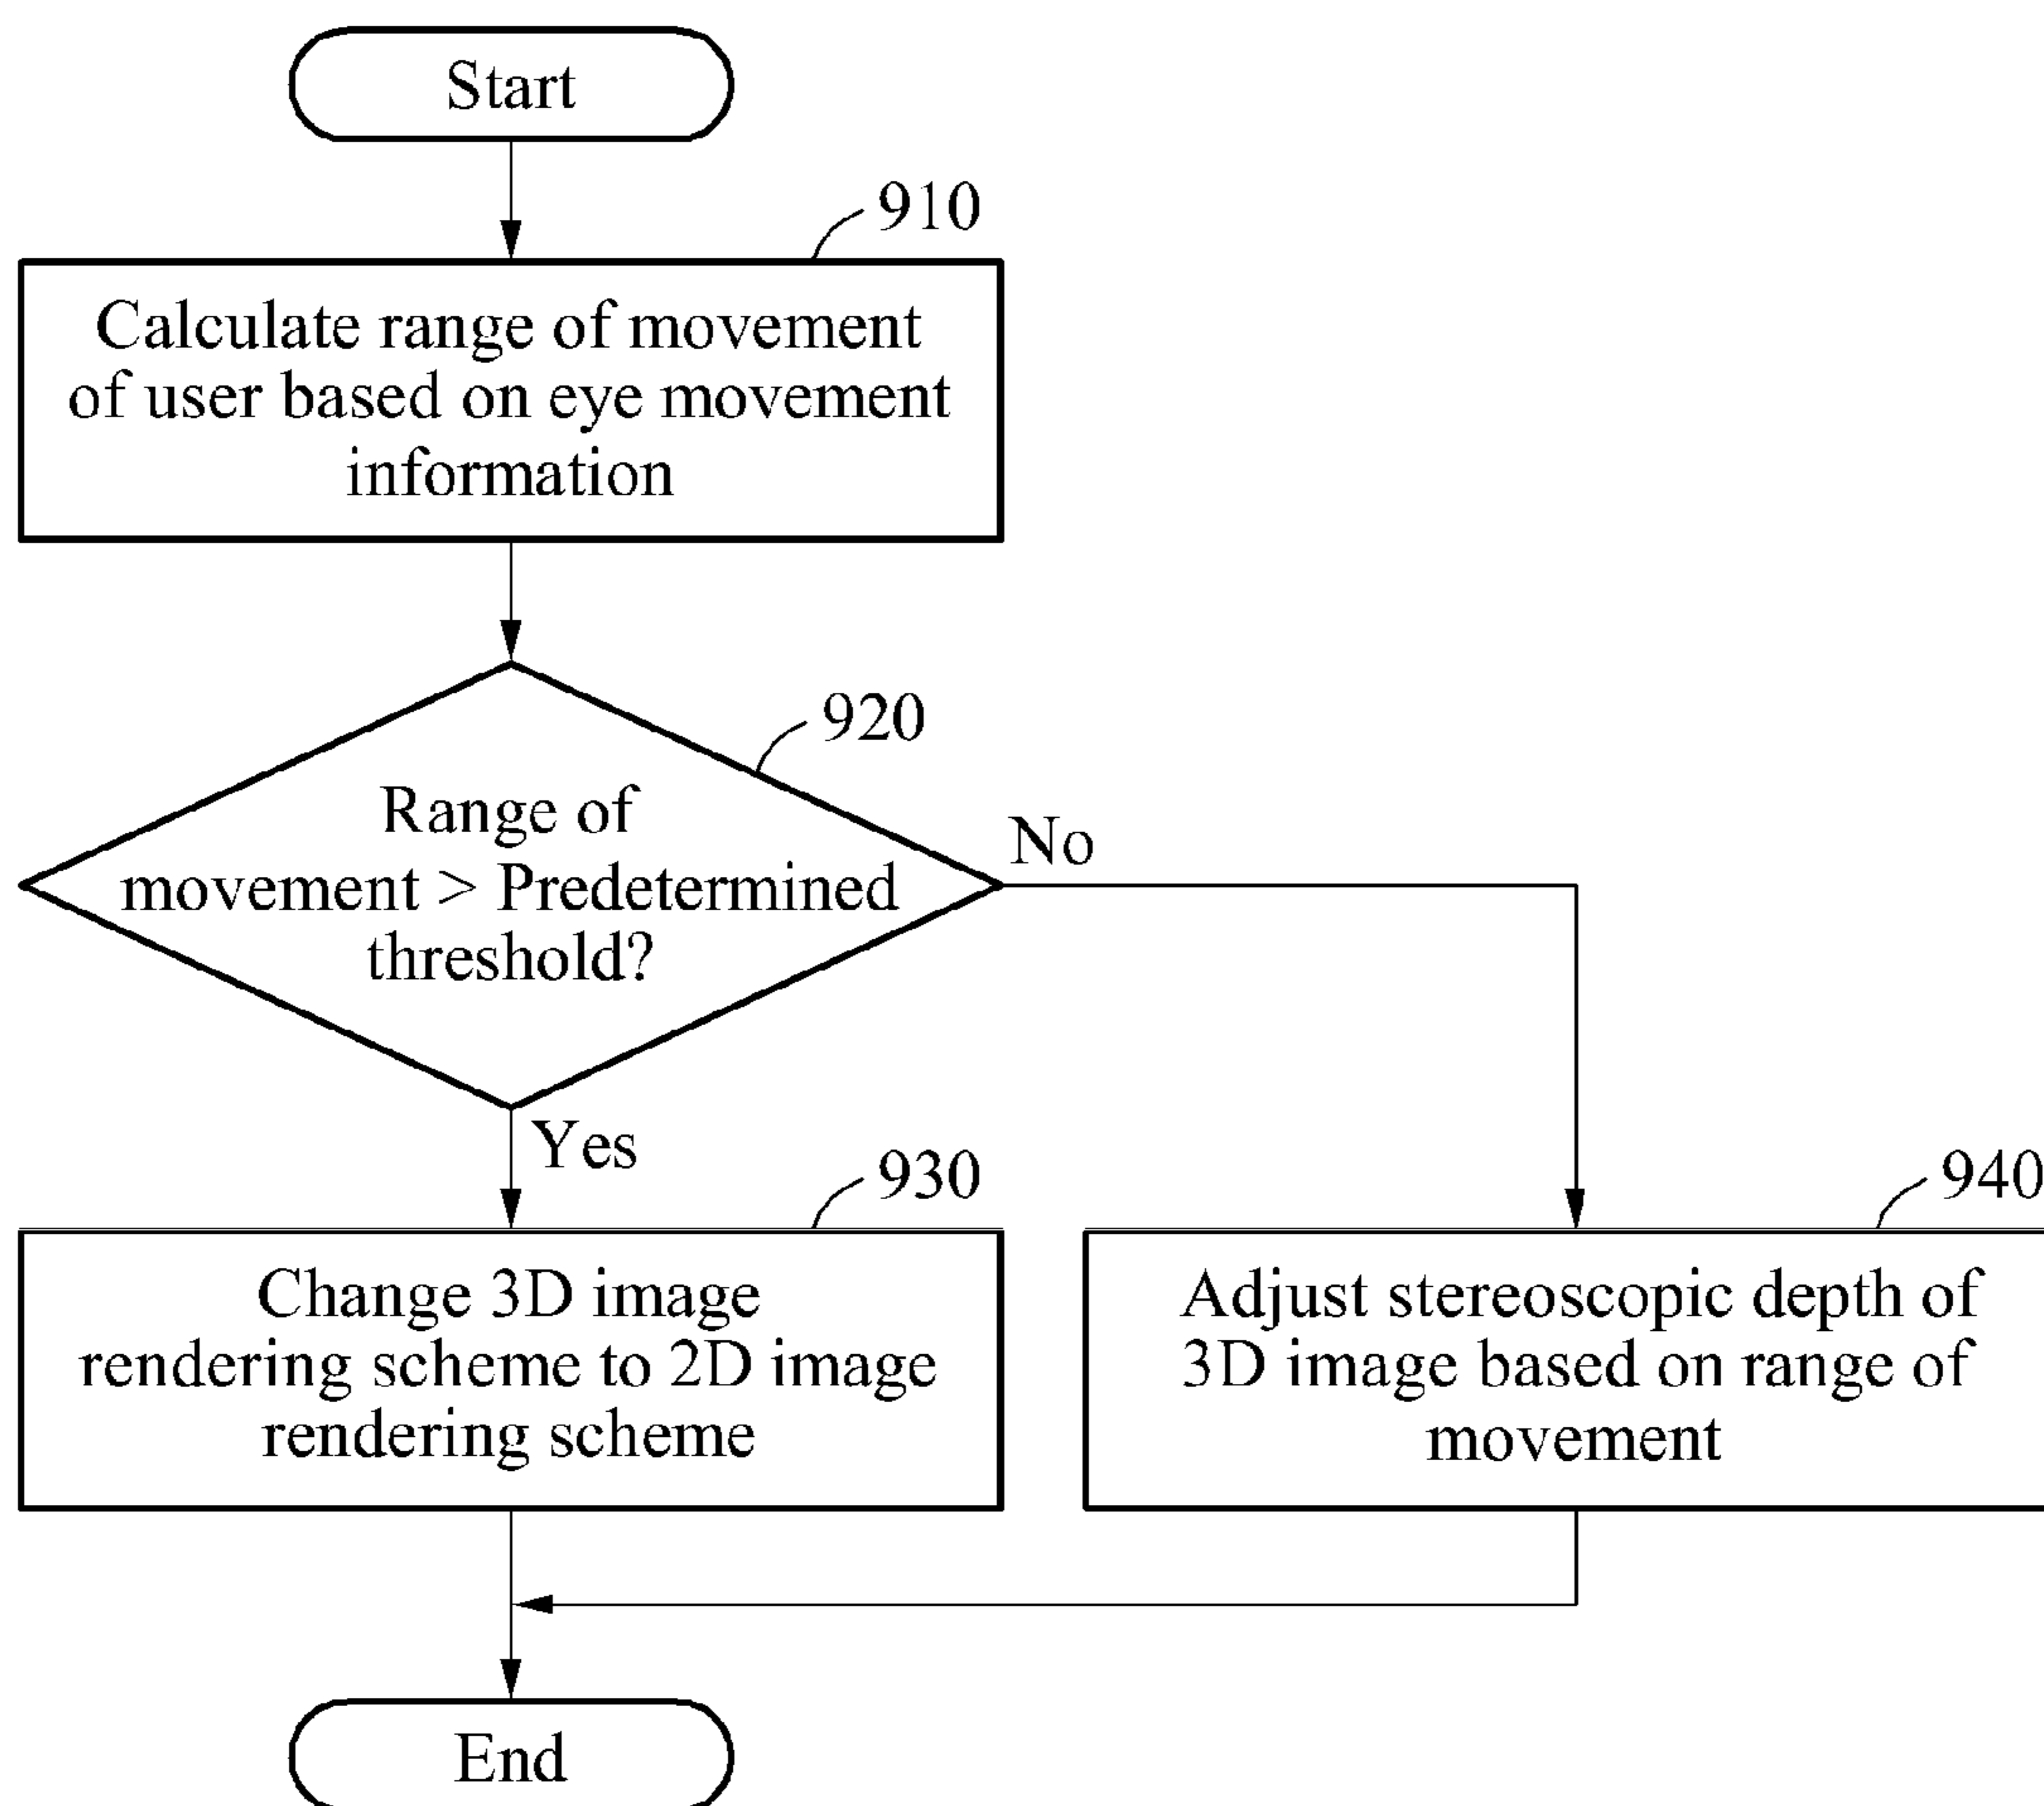 Start
910
Calculate range of movement
of user based on eye movement
information
920
Range of
movement > Predetermined
threshold?
No
Yes
930
Change 3D image
rendering scheme to 2D image
rendering scheme
940
Adjust stereoscopic depth of
3D image based on range of
movement
End